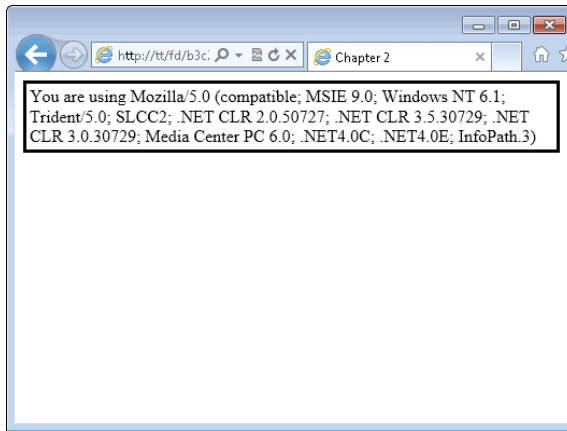 http://tt/fd/b3c
Chapter 2
You are using Mozilla/5.0 (compatible; MSIE 9.0; Windows NT 6.1;
Trident/5.0; SLCC2; .NET CLR 2.0.50727; .NET CLR 3.5.30729; .NET
CLR 3.0.30729; Media Center PC 6.0; .NET4.0C; .NET4.0E; InfoPath.3)